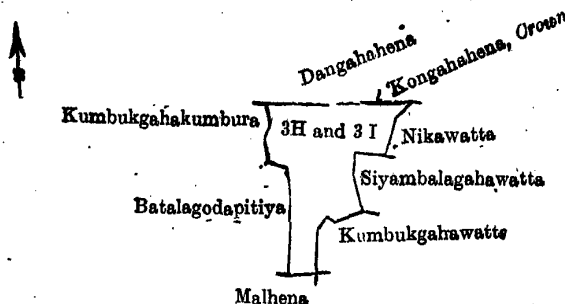 Dangahahena
Kongahahena, Crown
Kumbukgahakumbura
3H and 3 I
Nikawatta
Siyambalagahawatta
Batalagodapitiya
Kumbukgahawatte
Malhena